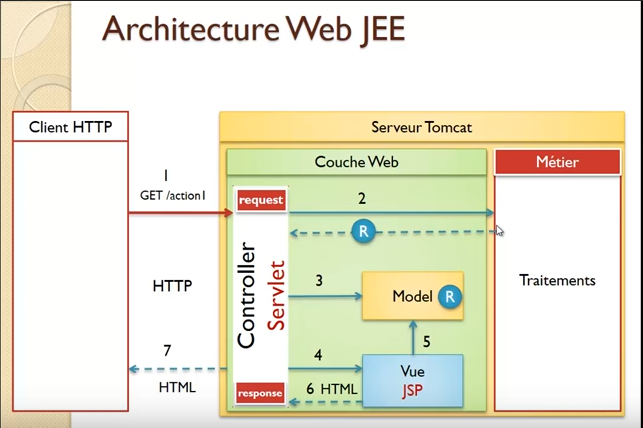 Architecture Web JEE
Client HTTP
Serveur Tomcat
Couche Web
Métier
1
GET /action1
request
2
R
Controller
Servlet
HTTP
3
Model R
Traitements
7
HTML
4
5
Vue
JSP
6 HTML
response